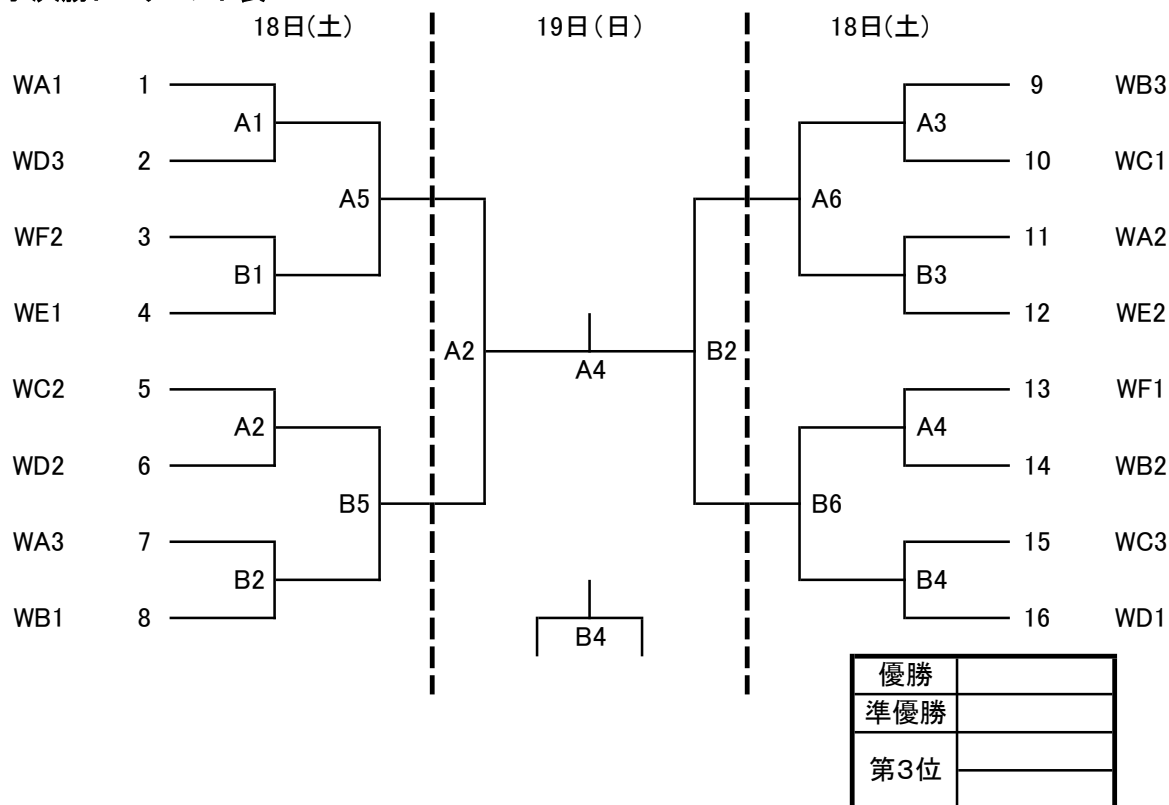 18日(土) 19日(日) 18日(土)
WA1 1 9 WB3
A1 A3
WD3 2 10 WC1
A5 A6
WF2 3 11 WA2
B1 B3
WE1 4 12 WE2
A2 B2
A4
WC2 5 13 WF1
A2 A4
WD2 6 14 WB2
B5 B6
WA3 7 15 WC3
B2 B4
WB1 8 16 WD1
B4
優勝
準優勝
第3位